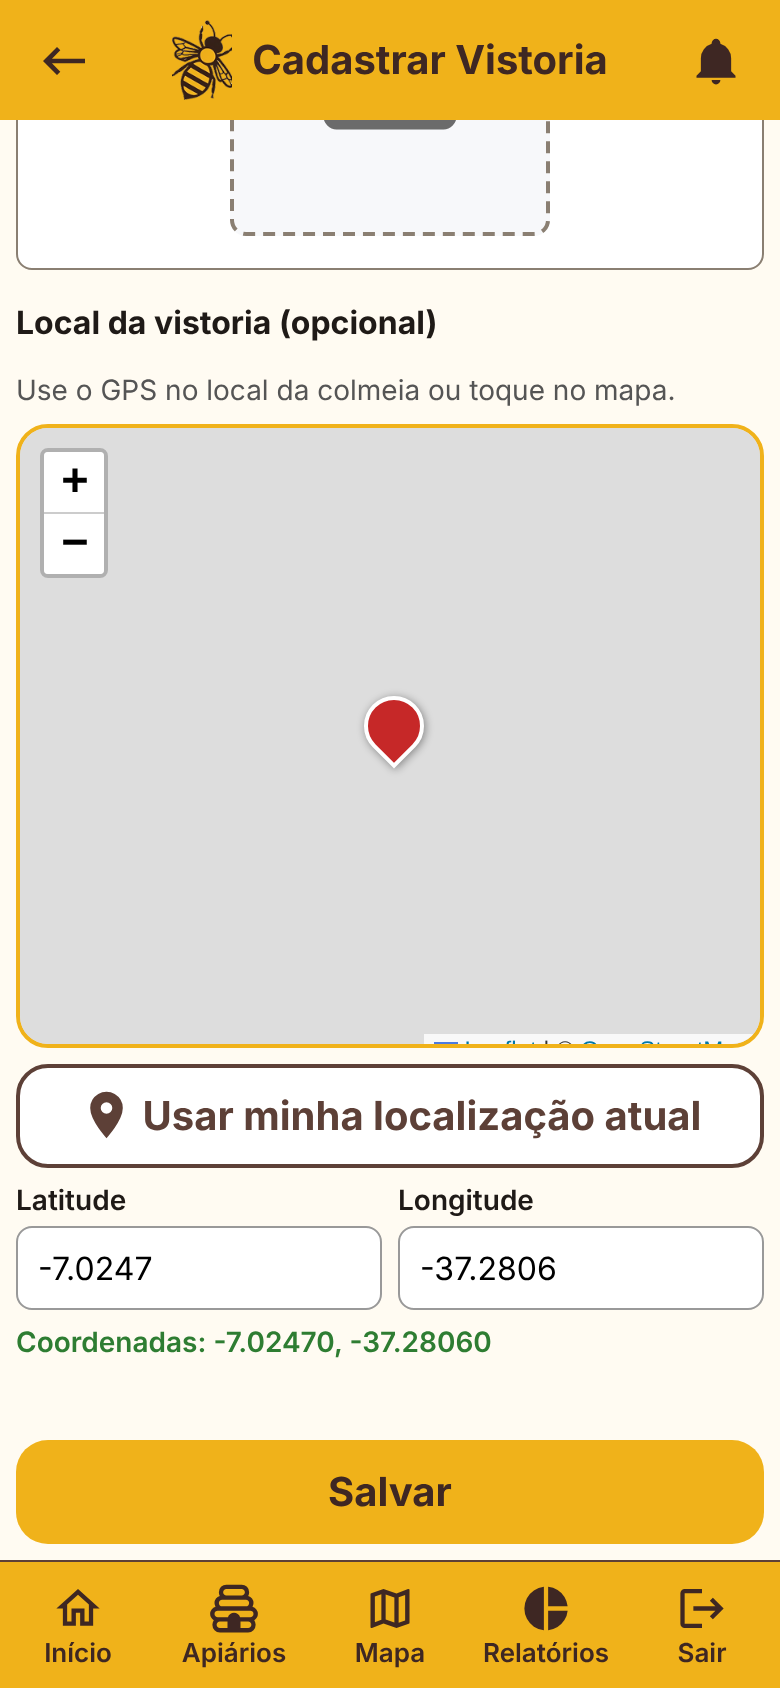 Cadastrar Vistoria
Local da vistoria (opcional)
Use o GPS no local da colmeia ou toque no mapa.
+
−
Usar minha localização atual
Latitude
Longitude
-7.0247
-37.2806
Coordenadas: -7.02470, -37.28060
Salvar
Início
Apiários
Mapa
Relatórios
Sair